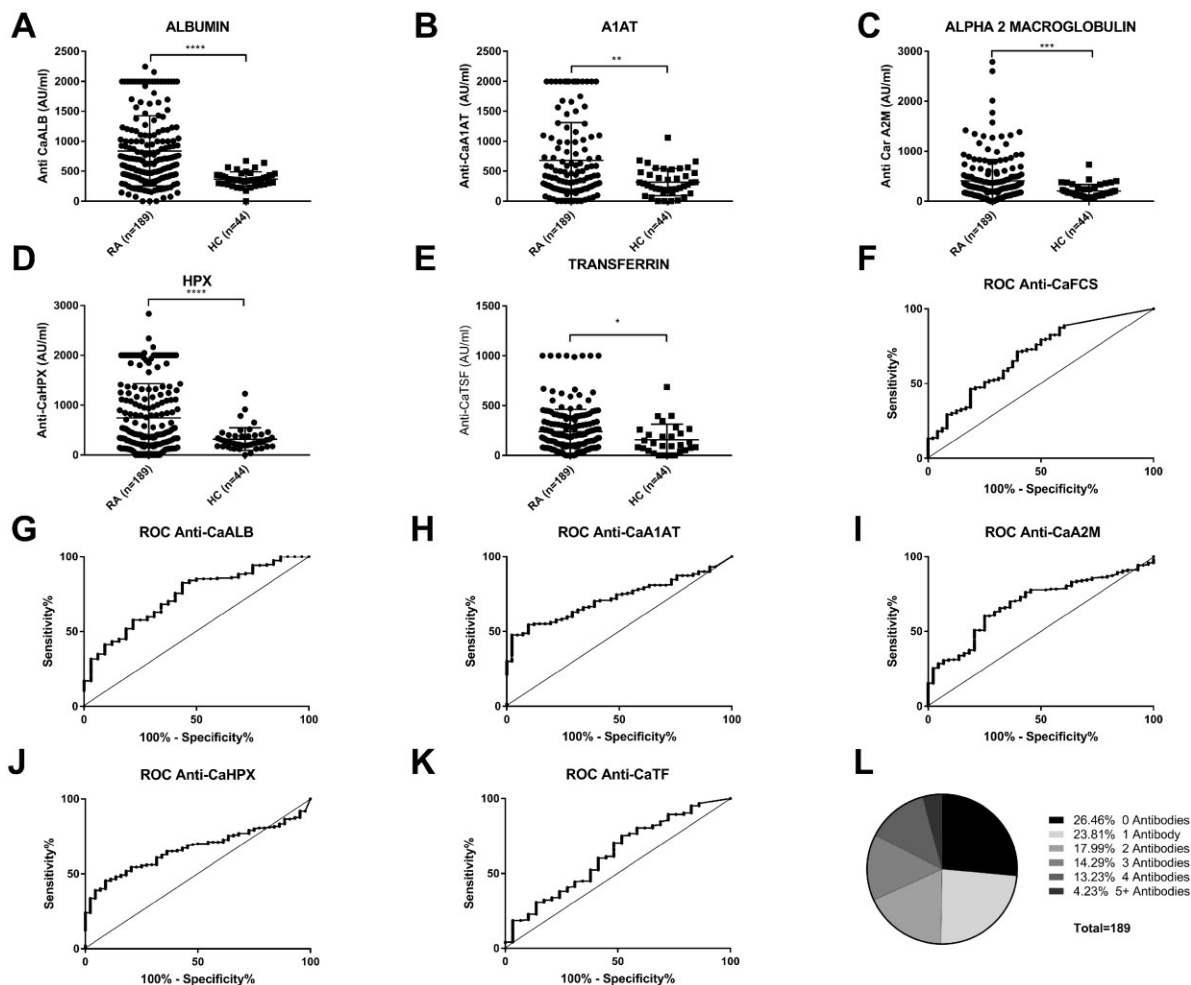 A
ALBUMIN
****
Anti CaALB (AU/ml)
2500
2000
1500
1000
500
0
RA (n=189)
HC (n=44)
B
A1AT
**
Anti-CaA1AT (AU/ml)
2500
2000
1500
1000
500
0
RA (n=189)
HC (n=44)
C
ALPHA 2 MACROGLOBULIN
***
Anti Car A2M (AU/ml)
3000
2000
1000
0
RA (n=189)
HC (n=44)
D
HPX
****
Anti-CaHPX (AU/ml)
3000
2000
1000
0
RA (n=189)
HC (n=44)
E
TRANSFERRIN
*
Anti-CaTSF (AU/ml)
1500
1000
500
0
RA (n=189)
HC (n=44)
F
ROC Anti-CaFCS
Sensitivity%
100
50
0
0
50
100
100% - Specificity%
G
ROC Anti-CaALB
Sensitivity%
100
50
0
0
50
100
100% - Specificity%
H
ROC Anti-CaA1AT
Sensitivity%
100
50
0
0
50
100
100% - Specificity%
I
ROC Anti-CaA2M
Sensitivity%
100
50
0
0
50
100
100% - Specificity%
J
ROC Anti-CaHPX
Sensitivity%
100
50
0
0
50
100
100% - Specificity%
K
ROC Anti-CaTF
Sensitivity%
100
50
0
0
50
100
100% - Specificity%
L
26.46% 0 Antibodies
23.81% 1 Antibody
17.99% 2 Antibodies
14.29% 3 Antibodies
13.23% 4 Antibodies
4.23% 5+ Antibodies
Total=189